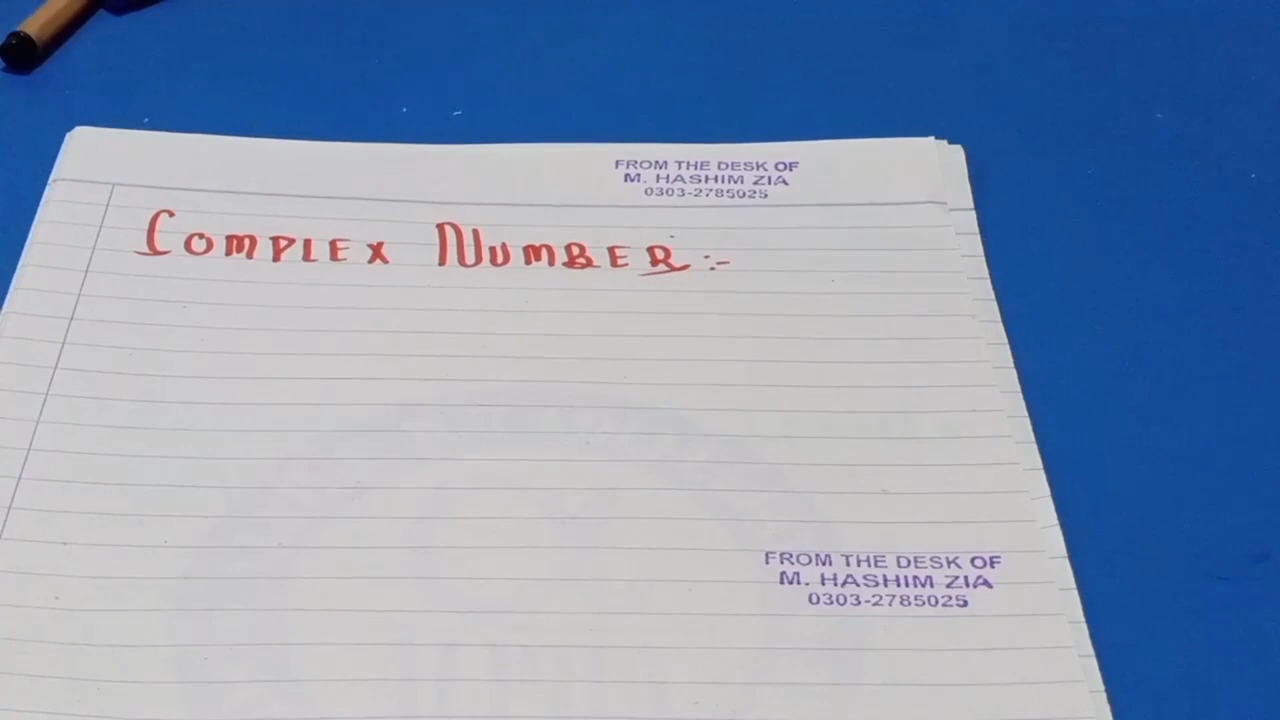 FROM THE DESK OF
M. HASHIM ZIA
0303-2785025
COMPLEX NUMBER :-
FROM THE DESK OF
M. HASHIM ZIA
0303-2785025